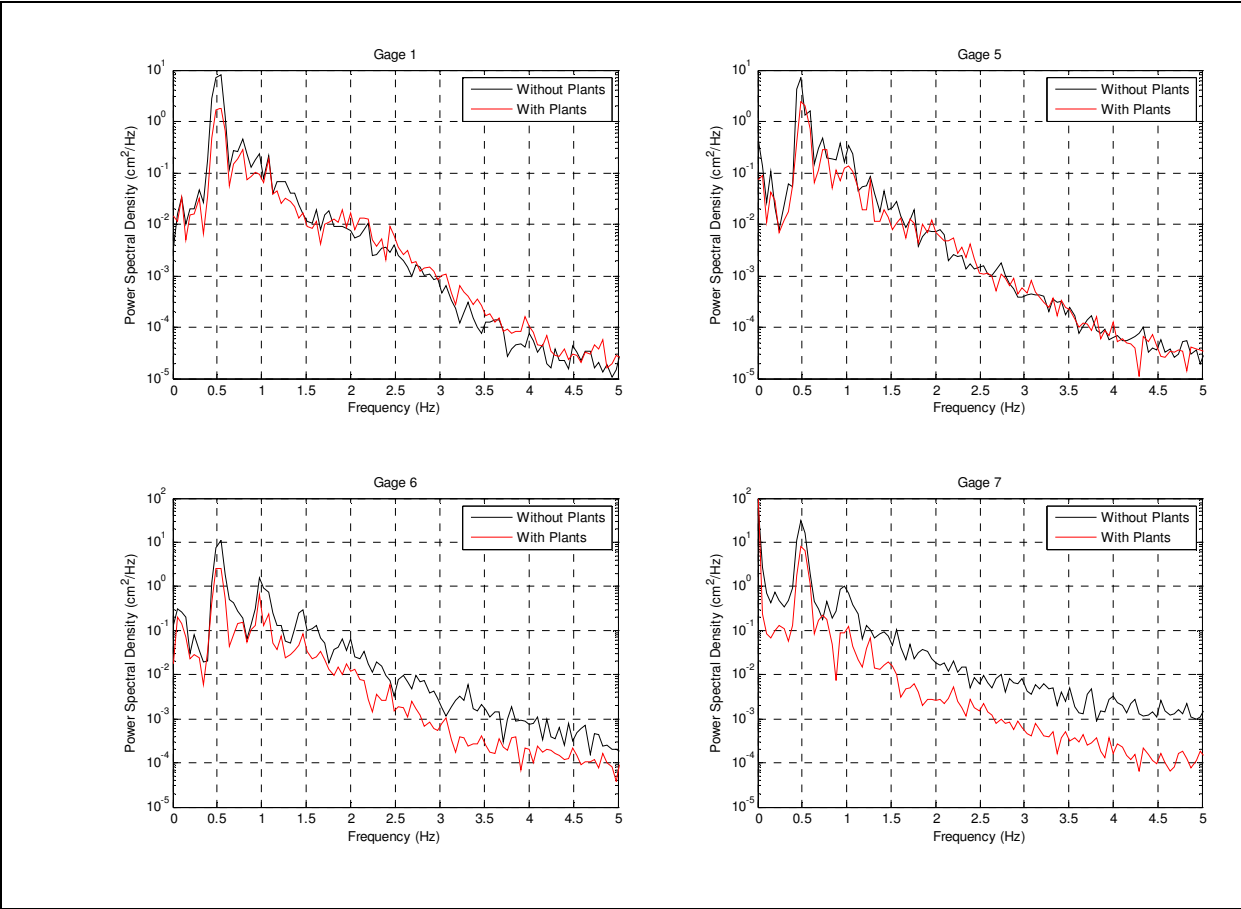 Gage 1
Power Spectral Density (cm²/Hz)
10¹
10⁰
10⁻¹
10⁻²
10⁻³
10⁻⁴
10⁻⁵
Without Plants
With Plants
0 0.5 1 1.5 2 2.5 3 3.5 4 4.5 5
Frequency (Hz)
Gage 5
Power Spectral Density (cm²/Hz)
10¹
10⁰
10⁻¹
10⁻²
10⁻³
10⁻⁴
10⁻⁵
Without Plants
With Plants
0 0.5 1 1.5 2 2.5 3 3.5 4 4.5 5
Frequency (Hz)
Gage 6
Power Spectral Density (cm²/Hz)
10²
10¹
10⁰
10⁻¹
10⁻²
10⁻³
10⁻⁴
10⁻⁵
Without Plants
With Plants
0 0.5 1 1.5 2 2.5 3 3.5 4 4.5 5
Frequency (Hz)
Gage 7
Power Spectral Density (cm²/Hz)
10²
10¹
10⁰
10⁻¹
10⁻²
10⁻³
10⁻⁴
10⁻⁵
Without Plants
With Plants
0 0.5 1 1.5 2 2.5 3 3.5 4 4.5 5
Frequency (Hz)